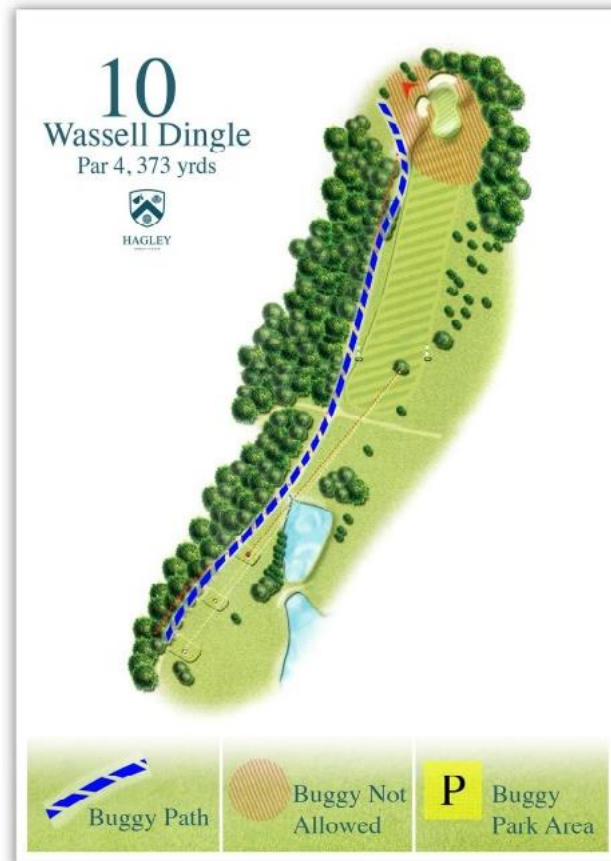 10
Wassell Dingle
Par 4, 373 yrds
HAGLEY
Buggy Path
Buggy Not
Allowed
P
Buggy
Park Area